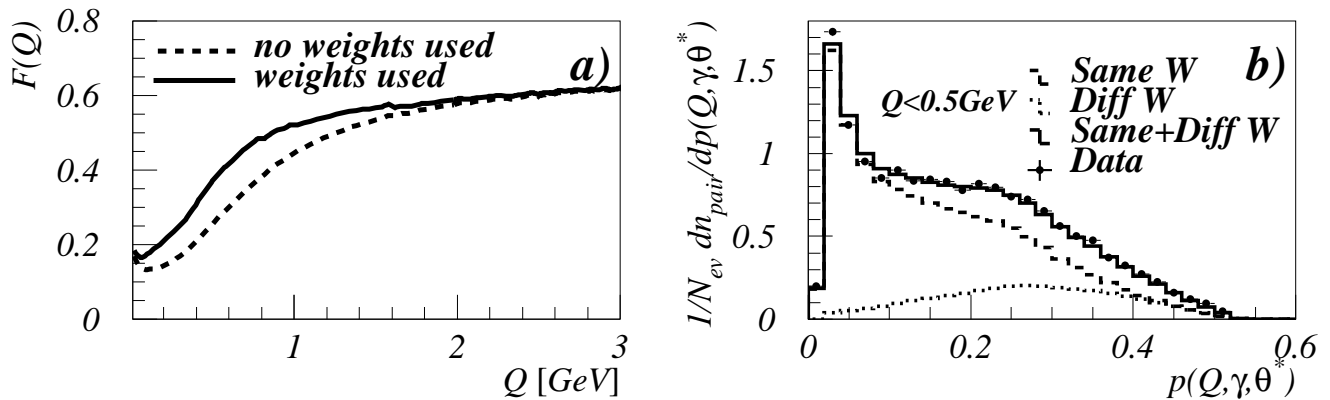 F(Q)
0.8
0.6
0.4
0.2
0
no weights used
weights used
a)
1
2
3
Q [GeV]
1/N_ev dn_pair/dp(Q,γ,θ*)
1.5
1
0.5
0
b)
Q<0.5GeV
Same W
Diff W
Same+Diff W
Data
0
0.2
0.4
0.6
p(Q,γ,θ*)